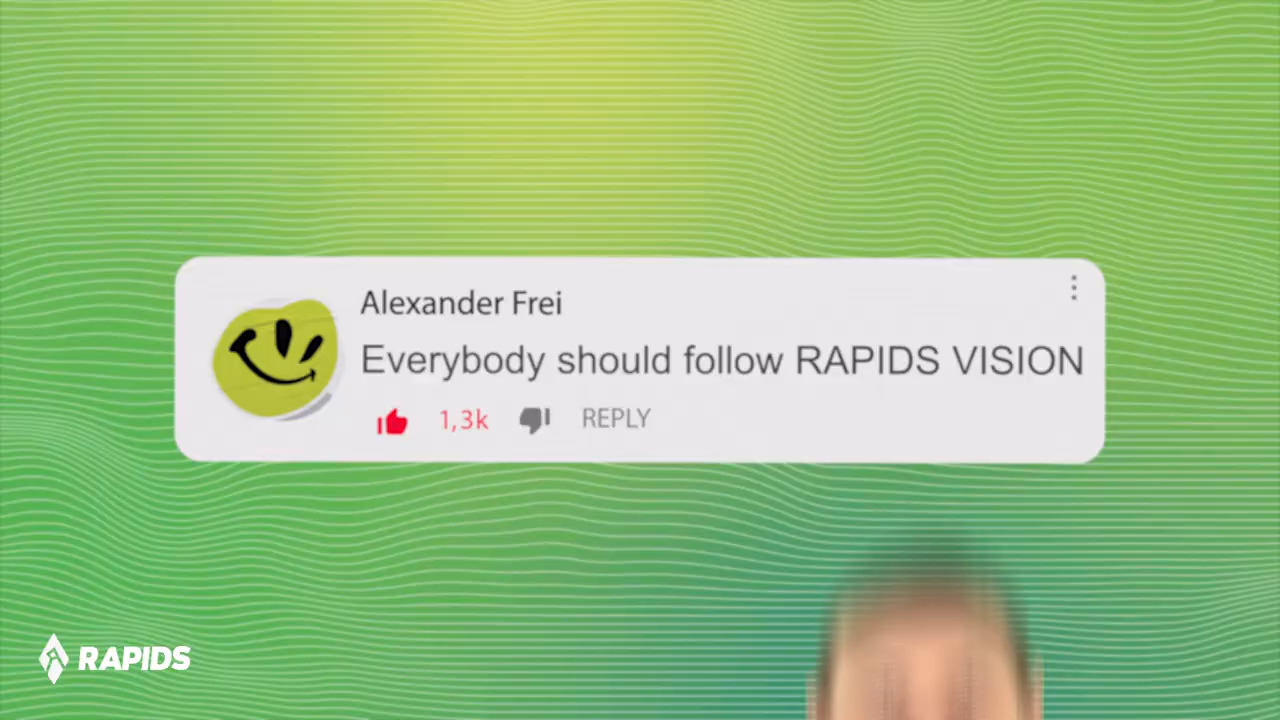 Alexander Frei
Everybody should follow RAPIDS VISION
1,3k REPLY
RAPIDS